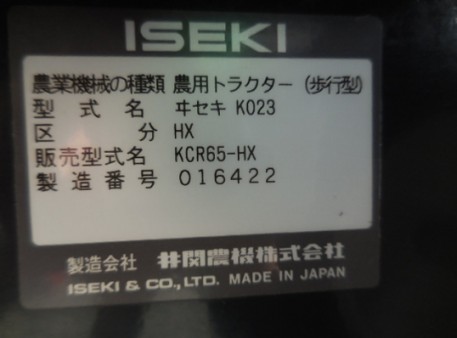 ISEKI
農業機械の種類 農用トラクター (歩行型)
型式名 ヰセキ KO23
区分 HX
販売型式名 KCR65-HX
製造番号 016422
製造会社 井関農機株式会社
ISEKI & CO., LTD. MADE IN JAPAN